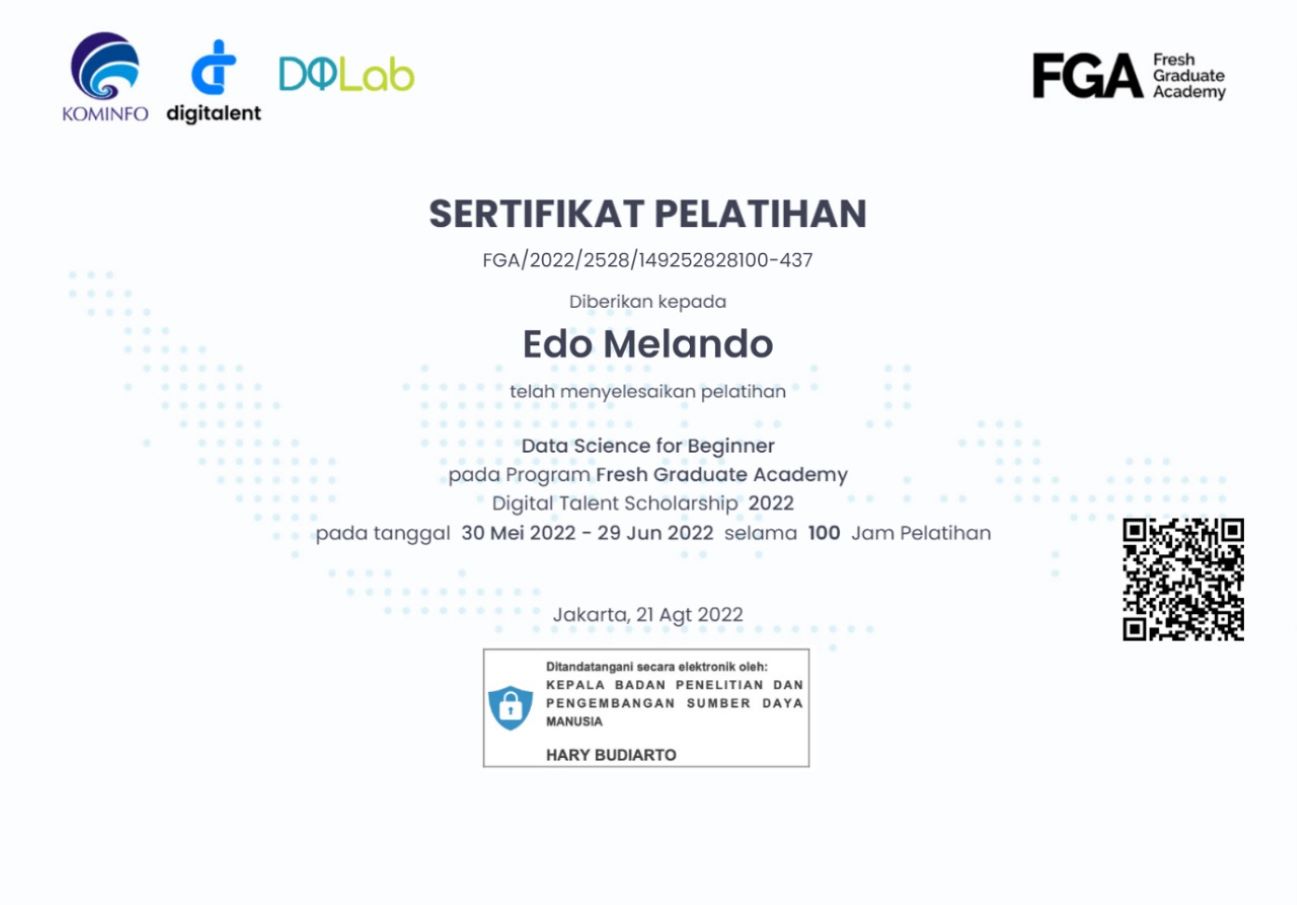 KOMINFO
digitalent
DQLab
FGA Fresh
Graduate
Academy
SERTIFIKAT PELATIHAN
FGA/2022/2528/149252828100-437
Diberikan kepada
Edo Melando
telah menyelesaikan pelatihan
Data Science for Beginner
pada Program Fresh Graduate Academy
Digital Talent Scholarship 2022
pada tanggal 30 Mei 2022 - 29 Jun 2022 selama 100 Jam Pelatihan
Jakarta, 21 Agt 2022
Ditandatangani secara elektronik oleh:
KEPALA BADAN PENELITIAN DAN
PENGEMBANGAN SUMBER DAYA
MANUSIA
HARY BUDIARTO